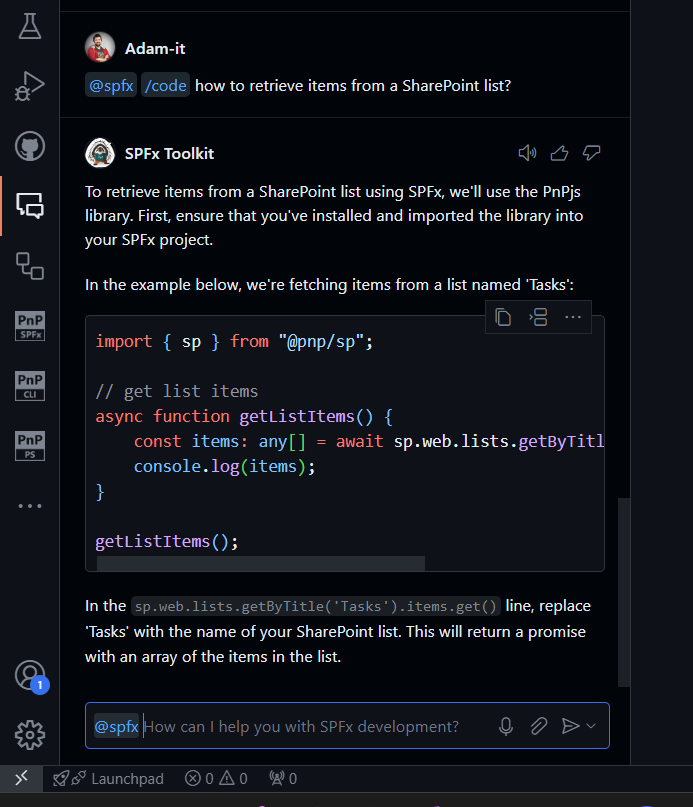 Adam-it
@spfx /code how to retrieve items from a SharePoint list?
SPFx Toolkit
To retrieve items from a SharePoint list using SPFx, we'll use the PnPjs
library. First, ensure that you've installed and imported the library into
your SPFx project.
In the example below, we're fetching items from a list named 'Tasks':
import { sp } from "@pnp/sp";
// get list items
async function getListItems() {
    const items: any[] = await sp.web.lists.getByTitl
    console.log(items);
}
getListItems();
In the sp.web.lists.getByTitle('Tasks').items.get() line, replace
'Tasks' with the name of your SharePoint list. This will return a promise
with an array of the items in the list.
@spfx How can I help you with SPFx development?
PnP
SPFx
PnP
CLI
PnP
PS
1
Launchpad 0 0 0